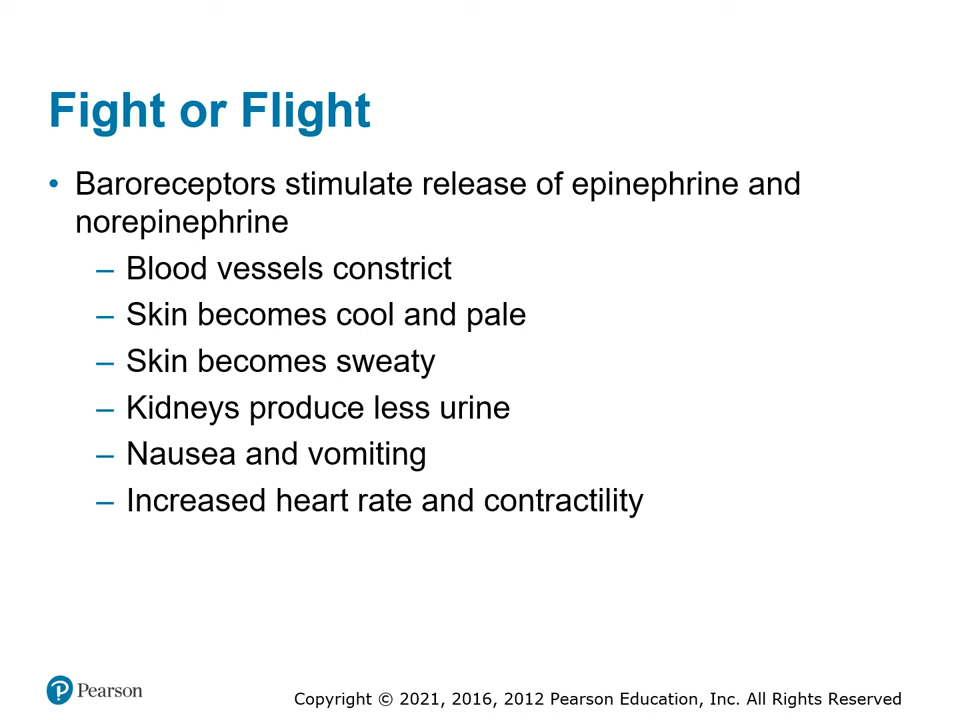 Fight or Flight
• Baroreceptors stimulate release of epinephrine and
norepinephrine
– Blood vessels constrict
– Skin becomes cool and pale
– Skin becomes sweaty
– Kidneys produce less urine
– Nausea and vomiting
– Increased heart rate and contractility
Pearson
Copyright © 2021, 2016, 2012 Pearson Education, Inc. All Rights Reserved